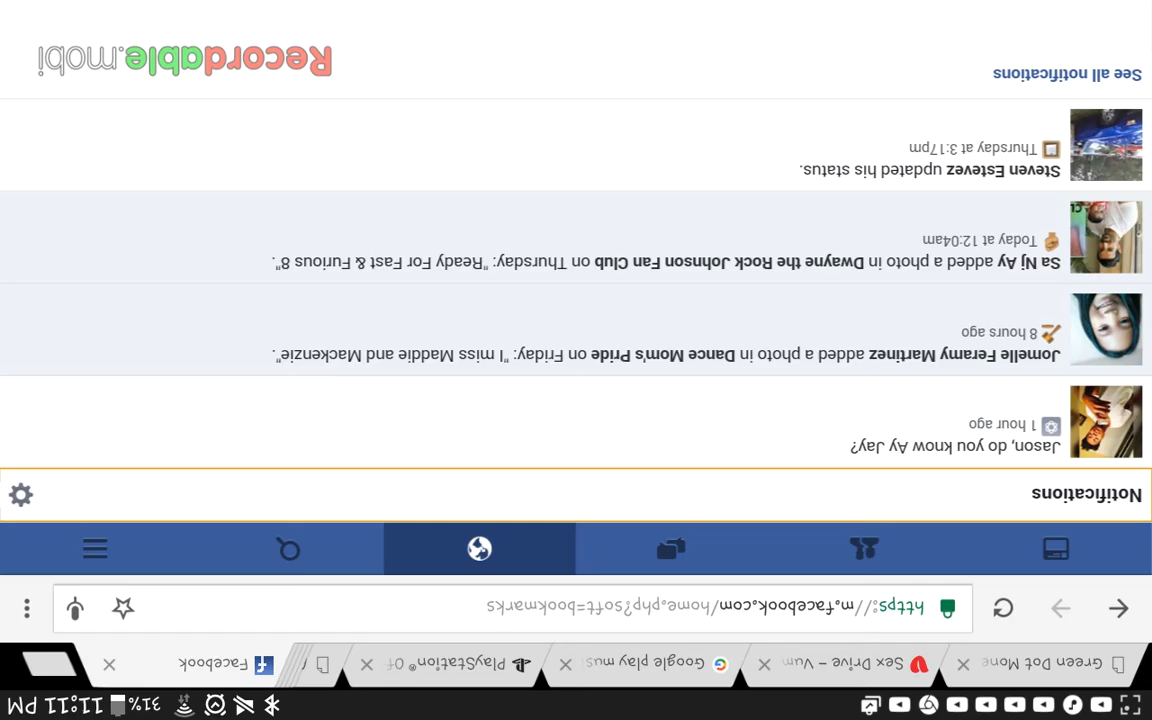 31% 11:11:11 PM
Green Dot Mone
Sex Drive – Vum
Google play mus
PlayStation® Of
Facebook
https://m.facebook.com/home.php?soft=bookmarks
Notifications
Jason, do you know Ay Jay?
1 hour ago
Jomelle Feramy Martinez added a photo in Dance Mom's Pride on Friday: "I miss Maddie and Mackenzie".
8 hours ago
Sa Nj Ay added a photo in Dwayne the Rock Johnson Fan Club on Thursday: "Ready For Fast & Furious 8".
Today at 12:04am
Steven Estevez updated his status.
Thursday at 3:17pm
See all notifications
Recordable.mobi